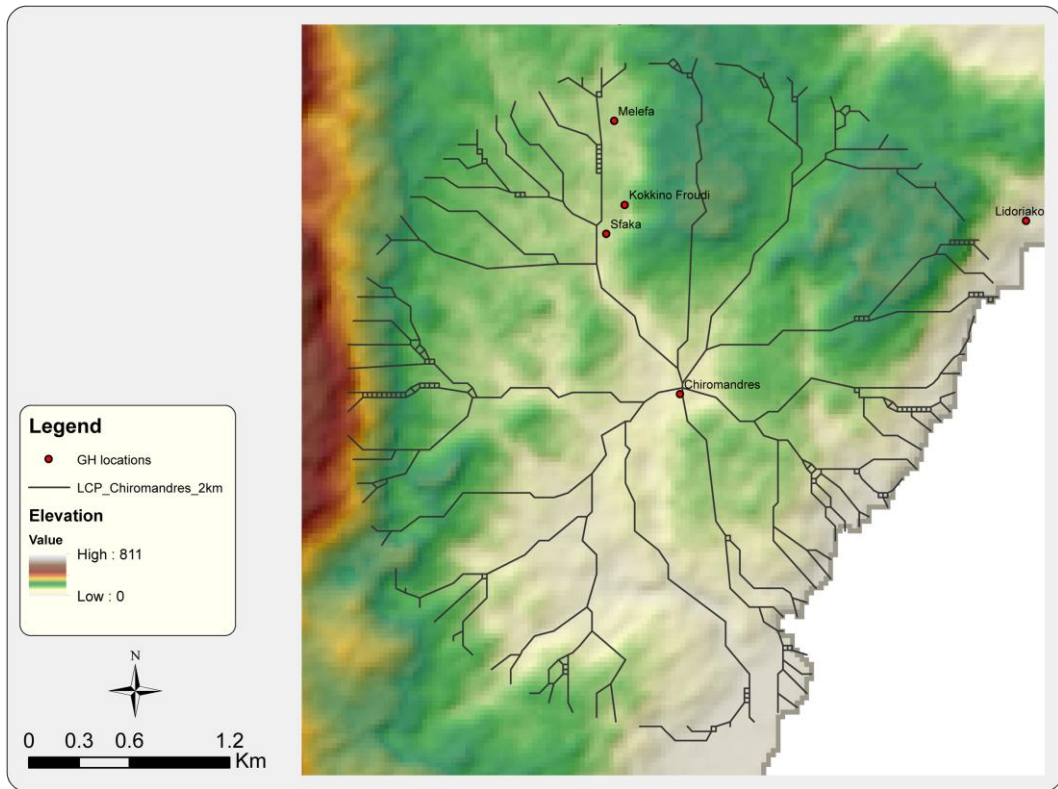 Melefa
Kokkino Froudi
Sfaka
Lidoriako
Chiromandres
Legend
GH locations
LCP_Chiromandres_2km
Elevation
Value
High : 811
Low : 0
N
0 0.3 0.6 1.2
Km